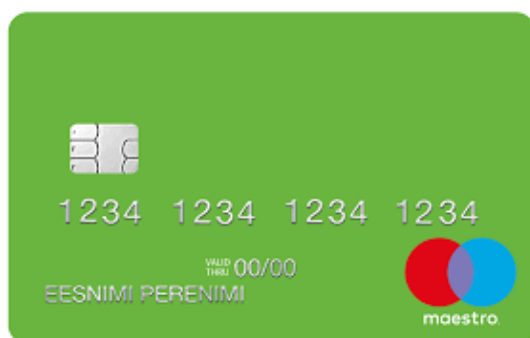 1234 1234 1234 1234
VALID
THRU 00/00
EESNIMI PERENIMI
maestro.